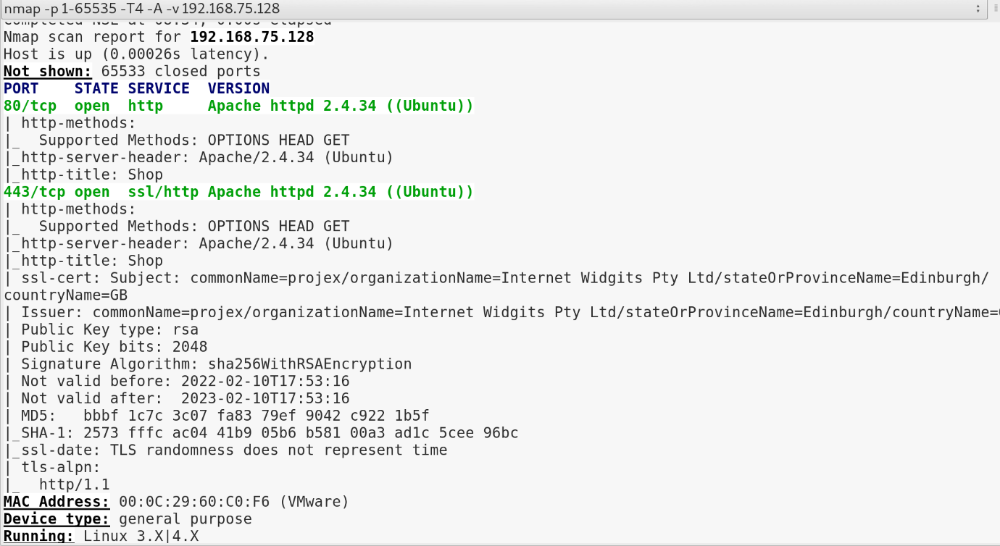 nmap -p 1-65535 -T4 -A -v 192.168.75.128
Completed NSE at 08:34, 0.00s elapsed
Nmap scan report for 192.168.75.128
Host is up (0.00026s latency).
Not shown: 65533 closed ports
PORT    STATE SERVICE  VERSION
80/tcp  open  http     Apache httpd 2.4.34 ((Ubuntu))
| http-methods:
|_  Supported Methods: OPTIONS HEAD GET
|_http-server-header: Apache/2.4.34 (Ubuntu)
|_http-title: Shop
443/tcp open  ssl/http Apache httpd 2.4.34 ((Ubuntu))
| http-methods:
|_  Supported Methods: OPTIONS HEAD GET
|_http-server-header: Apache/2.4.34 (Ubuntu)
|_http-title: Shop
| ssl-cert: Subject: commonName=projex/organizationName=Internet Widgits Pty Ltd/stateOrProvinceName=Edinburgh/
countryName=GB
| Issuer: commonName=projex/organizationName=Internet Widgits Pty Ltd/stateOrProvinceName=Edinburgh/countryName=
| Public Key type: rsa
| Public Key bits: 2048
| Signature Algorithm: sha256WithRSAEncryption
| Not valid before: 2022-02-10T17:53:16
| Not valid after:  2023-02-10T17:53:16
| MD5:   bbbf 1c7c 3c07 fa83 79ef 9042 c922 1b5f
|_SHA-1: 2573 fffc ac04 41b9 05b6 b581 00a3 ad1c 5cee 96bc
|_ssl-date: TLS randomness does not represent time
| tls-alpn:
|_  http/1.1
MAC Address: 00:0C:29:60:C0:F6 (VMware)
Device type: general purpose
Running: Linux 3.X|4.X